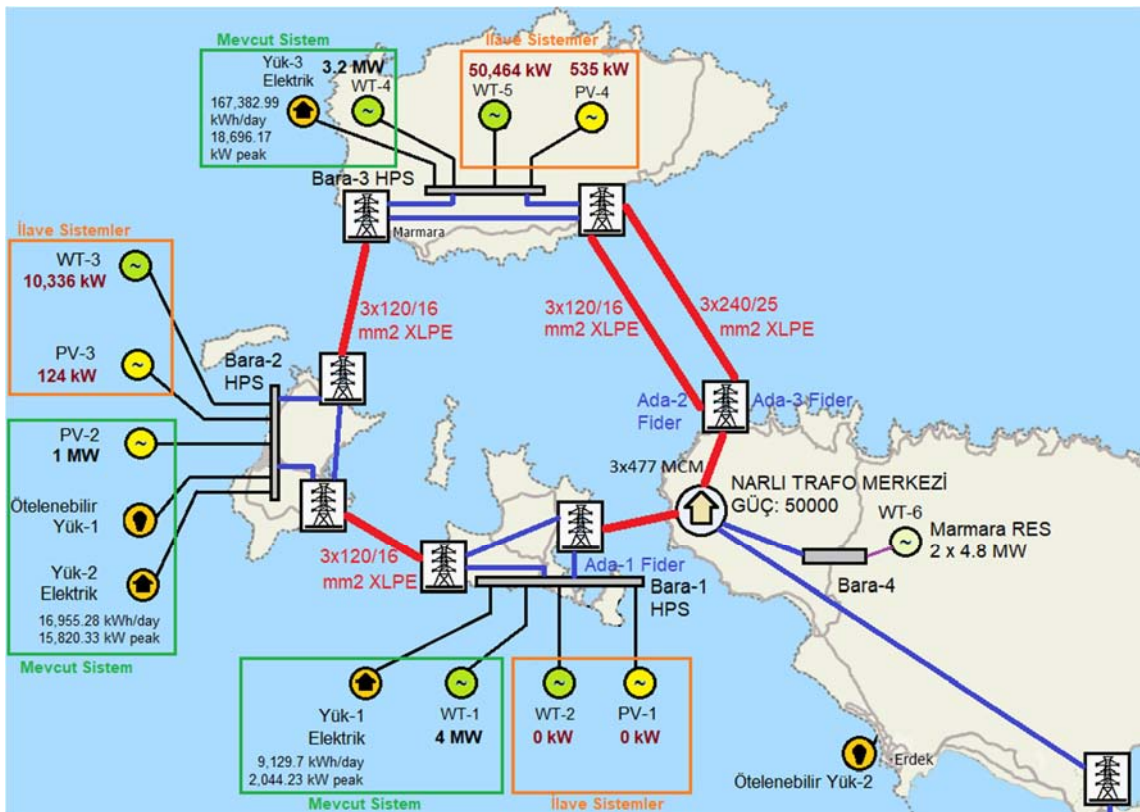 Mevcut Sistem
Yük-3
Elektrik
3.2 MW
WT-4
167,382.99
kWh/day
18,696.17
kW peak
İlave Sistemler
50,464 kW
535 kW
WT-5
PV-4
Bara-3 HPS
Marmara
İlave Sistemler
WT-3
10,336 kW
PV-3
124 kW
Bara-2
HPS
3x120/16
mm2 XLPE
3x120/16
mm2 XLPE
3x240/25
mm2 XLPE
PV-2
1 MW
Ötelenebilir
Yük-1
Yük-2
Elektrik
16,955.28 kWh/day
15,820.33 kW peak
Mevcut Sistem
Ada-2
Fider
Ada-3 Fider
3x477 MCM
NARLI TRAFO MERKEZİ
GÜÇ: 50000
WT-6
Marmara RES
2 x 4.8 MW
Bara-4
3x120/16
mm2 XLPE
Ada-1 Fider
Bara-1
HPS
Yük-1
Elektrik
9,129.7 kWh/day
2,044.23 kW peak
WT-1
4 MW
Mevcut Sistem
WT-2
0 kW
PV-1
0 kW
İlave Sistemler
Ötelenebilir Yük-2
Erdek